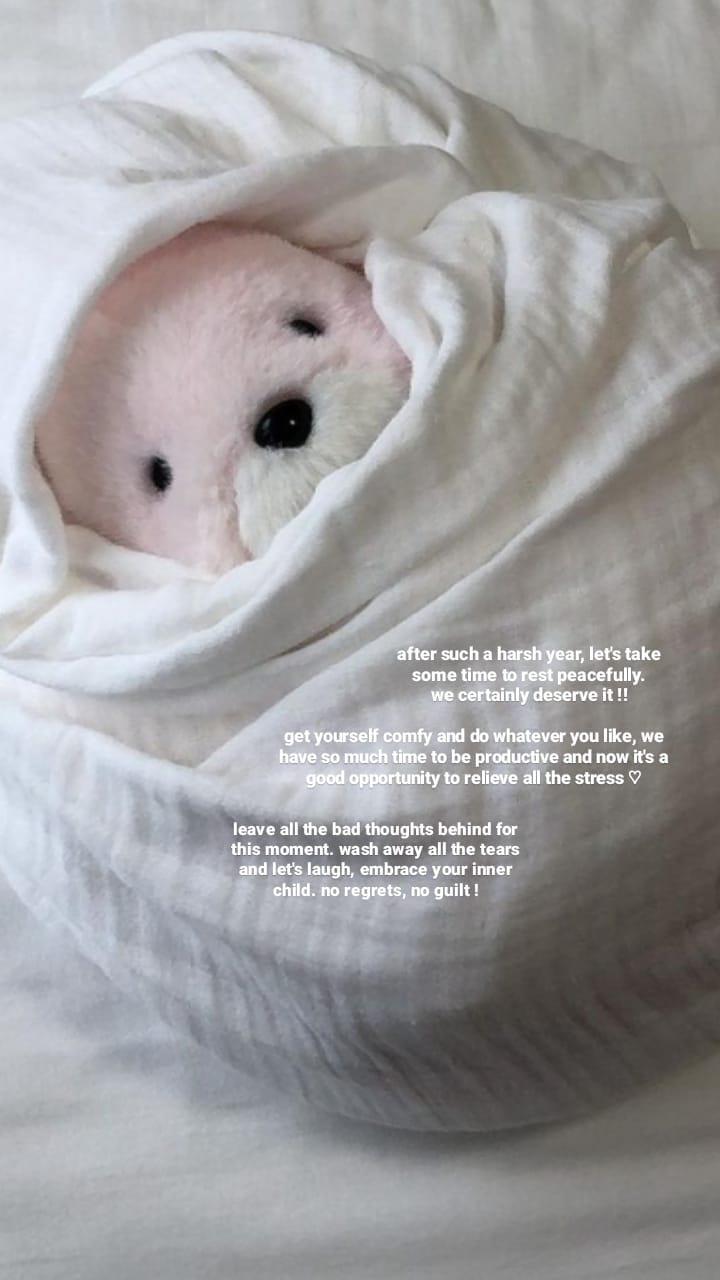 after such a harsh year, let's take
some time to rest peacefully.
we certainly deserve it !!
get yourself comfy and do whatever you like, we
have so much time to be productive and now it's a
good opportunity to relieve all the stress ♡
leave all the bad thoughts behind for
this moment. wash away all the tears
and let's laugh, embrace your inner
child. no regrets, no guilt !